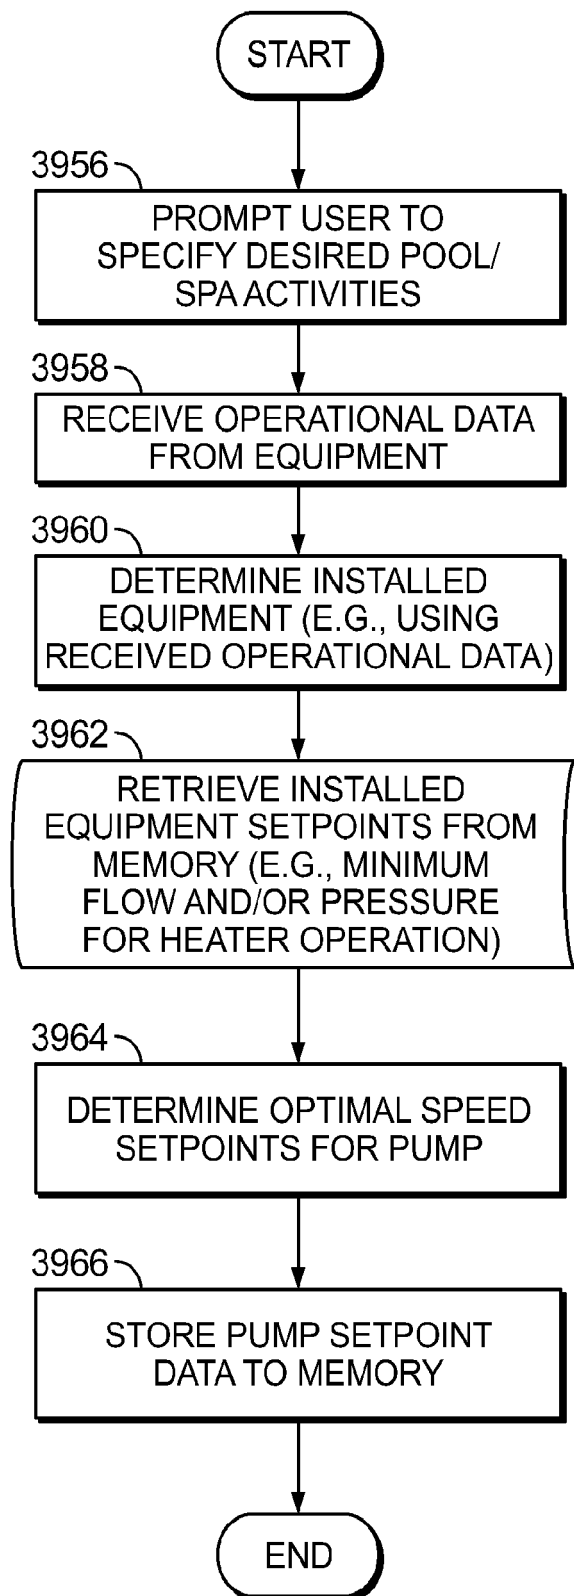 START
3956
PROMPT USER TO
SPECIFY DESIRED POOL/
SPA ACTIVITIES
3958
RECEIVE OPERATIONAL DATA
FROM EQUIPMENT
3960
DETERMINE INSTALLED
EQUIPMENT (E.G., USING
RECEIVED OPERATIONAL DATA)
3962
RETRIEVE INSTALLED
EQUIPMENT SETPOINTS FROM
MEMORY (E.G., MINIMUM
FLOW AND/OR PRESSURE
FOR HEATER OPERATION)
3964
DETERMINE OPTIMAL SPEED
SETPOINTS FOR PUMP
3966
STORE PUMP SETPOINT
DATA TO MEMORY
END